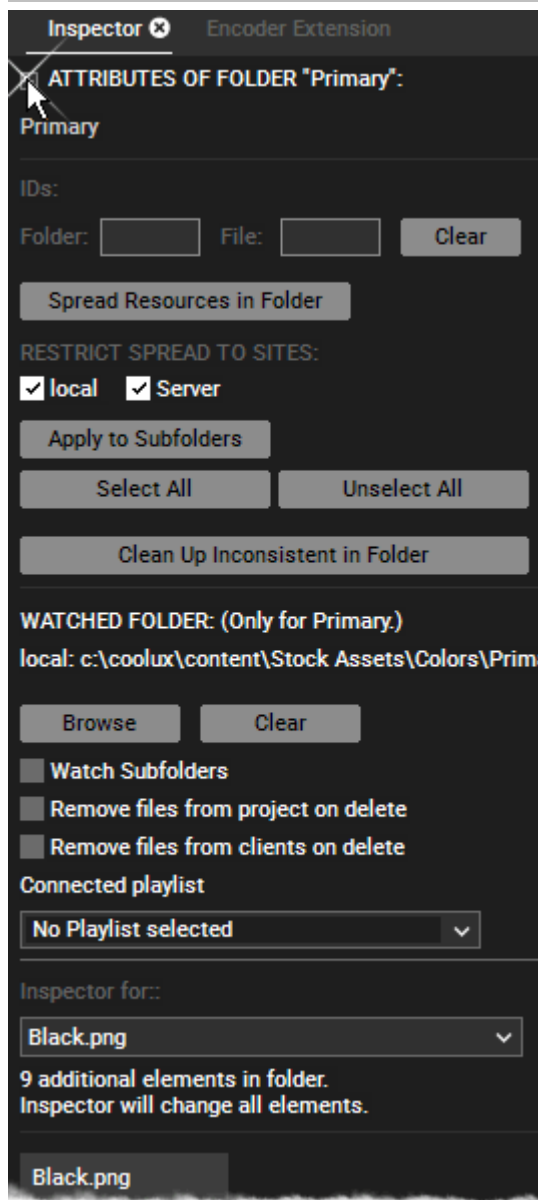 Inspector Encoder Extension
ATTRIBUTES OF FOLDER "Primary":
Primary
IDs:
Folder: File: Clear
Spread Resources in Folder
RESTRICT SPREAD TO SITES:
local Server
Apply to Subfolders
Select All Unselect All
Clean Up Inconsistent in Folder
WATCHED FOLDER: (Only for Primary.)
local: c:\coolux\content\Stock Assets\Colors\Prim
Browse Clear
Watch Subfolders
Remove files from project on delete
Remove files from clients on delete
Connected playlist
No Playlist selected
Inspector for::
Black.png
9 additional elements in folder.
Inspector will change all elements.
Black.png